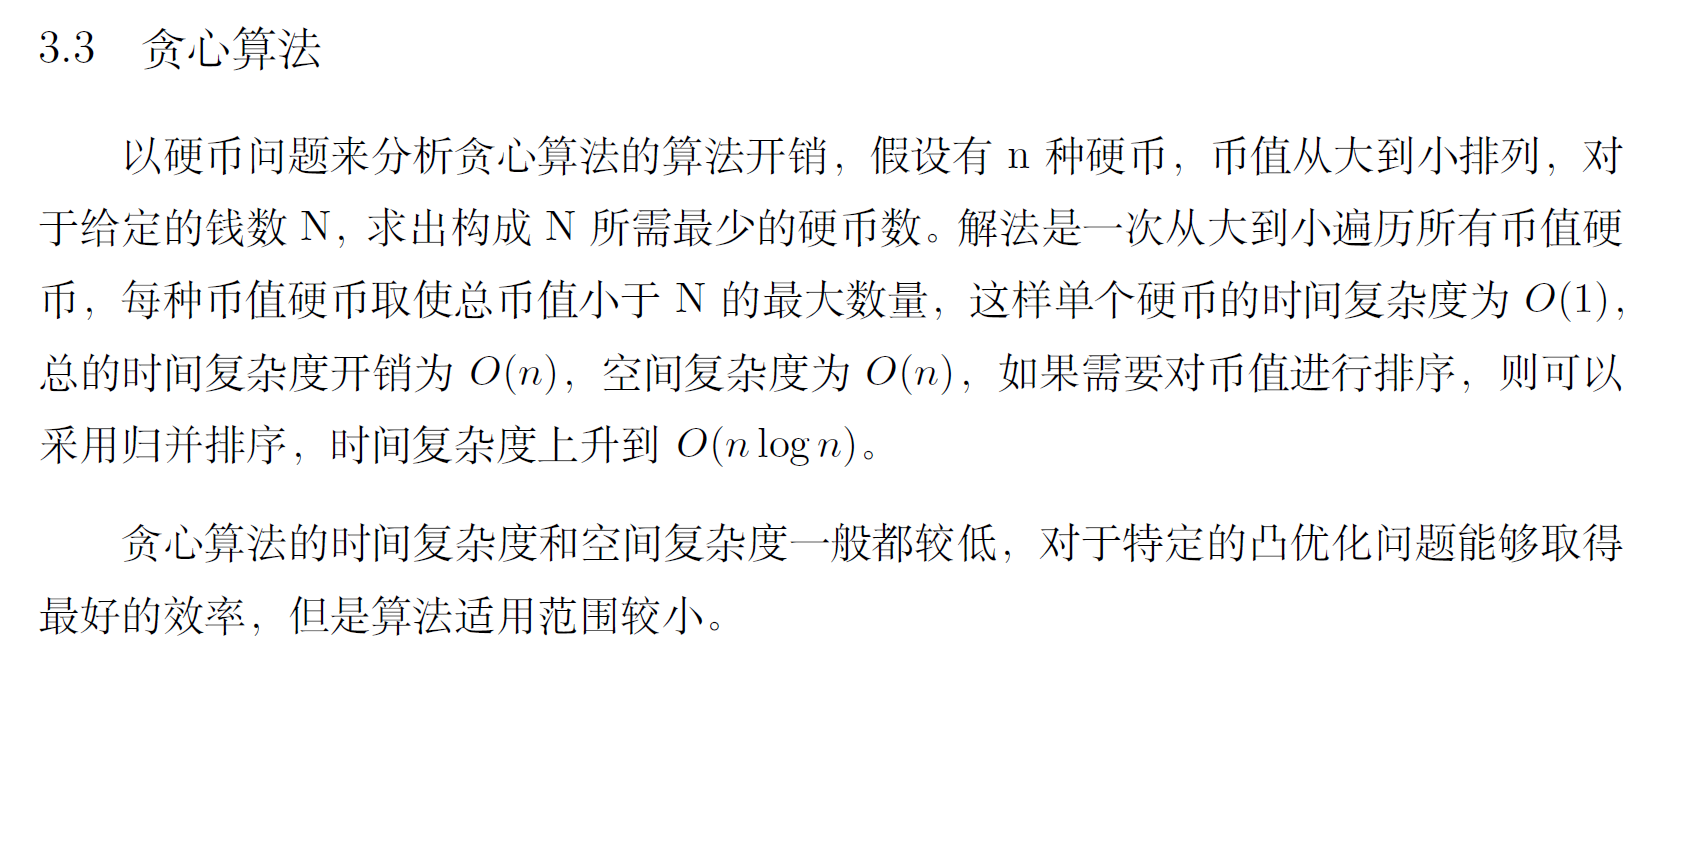 3.3 贪心算法
以硬币问题来分析贪心算法的算法开销，假设有 n 种硬币，币值从大到小排列，对
于给定的钱数 N，求出构成 N 所需最少的硬币数。解法是一次从大到小遍历所有币值硬
币，每种币值硬币取使总币值小于 N 的最大数量，这样单个硬币的时间复杂度为 O(1)，
总的时间复杂度开销为 O(n)，空间复杂度为 O(n)，如果需要对币值进行排序，则可以
采用归并排序，时间复杂度上升到 O(n log n)。
贪心算法的时间复杂度和空间复杂度一般都较低，对于特定的凸优化问题能够取得
最好的效率，但是算法适用范围较小。